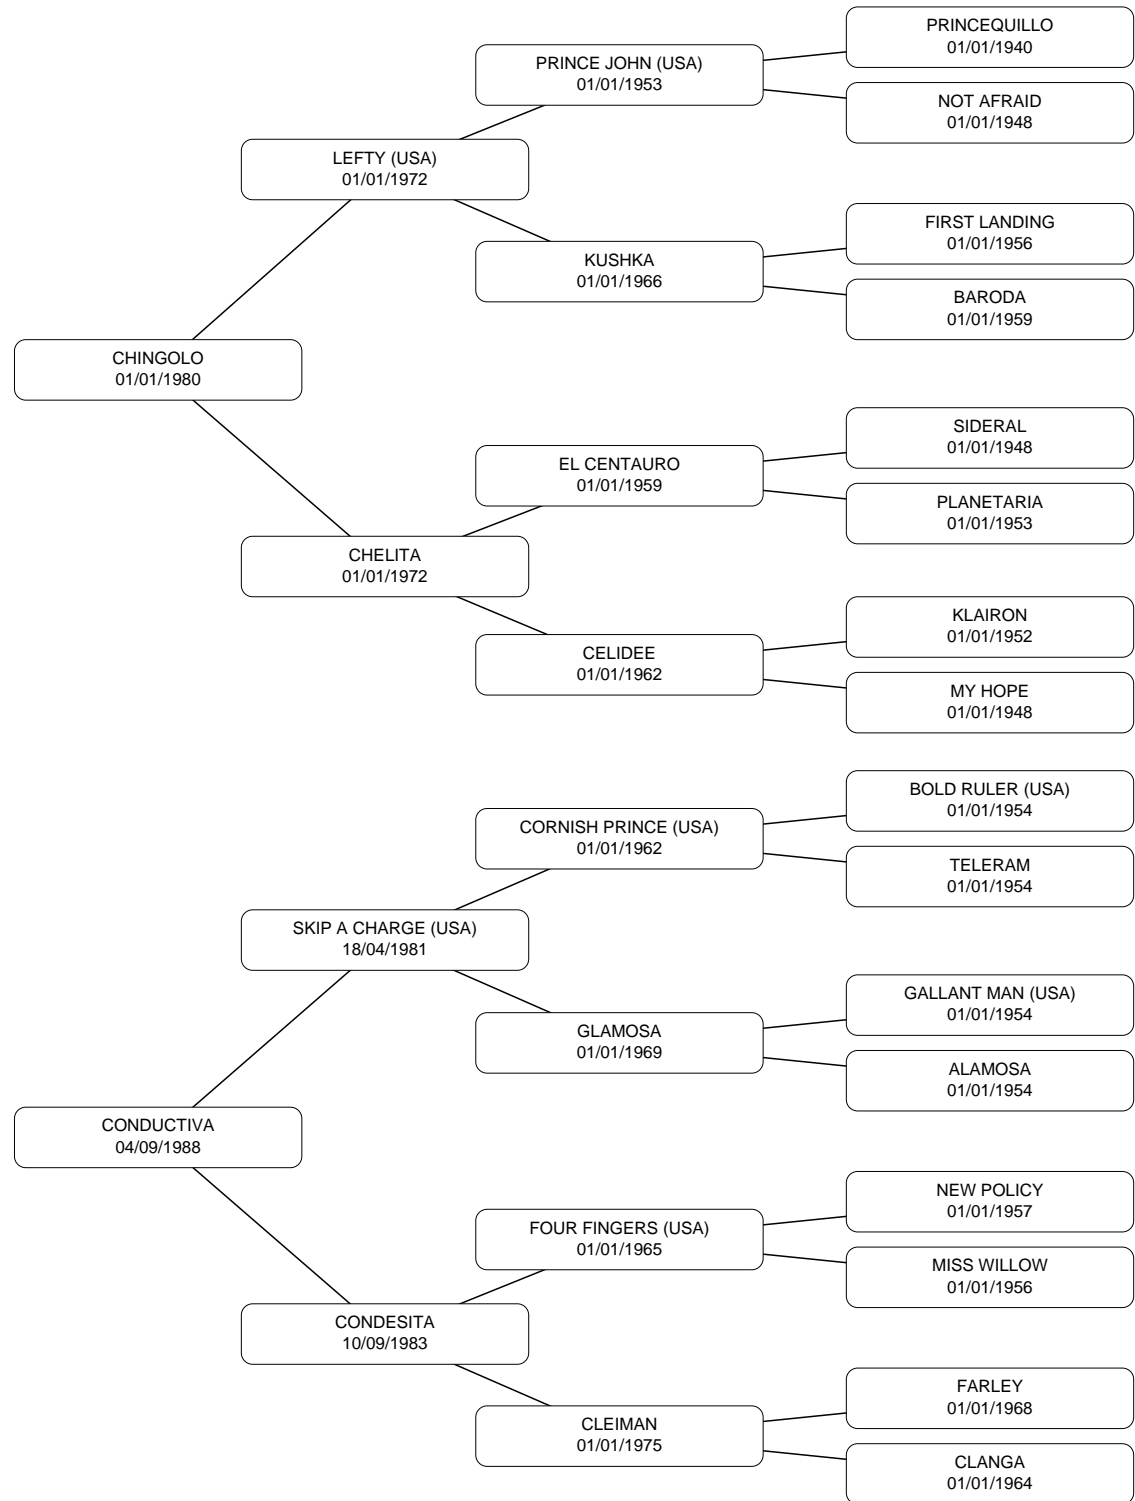 PRINCEQUILLO
01/01/1940
PRINCE JOHN (USA)
01/01/1953
NOT AFRAID
01/01/1948
LEFTY (USA)
01/01/1972
FIRST LANDING
01/01/1956
KUSHKA
01/01/1966
BARODA
01/01/1959
CHINGOLO
01/01/1980
SIDERAL
01/01/1948
EL CENTAURO
01/01/1959
PLANETARIA
01/01/1953
CHELITA
01/01/1972
KLAIRON
01/01/1952
CELIDEE
01/01/1962
MY HOPE
01/01/1948
BOLD RULER (USA)
01/01/1954
CORNISH PRINCE (USA)
01/01/1962
TELERAM
01/01/1954
SKIP A CHARGE (USA)
18/04/1981
GALLANT MAN (USA)
01/01/1954
GLAMOSA
01/01/1969
ALAMOSA
01/01/1954
CONDUCTIVA
04/09/1988
NEW POLICY
01/01/1957
FOUR FINGERS (USA)
01/01/1965
MISS WILLOW
01/01/1956
CONDESITA
10/09/1983
FARLEY
01/01/1968
CLEIMAN
01/01/1975
CLANGA
01/01/1964